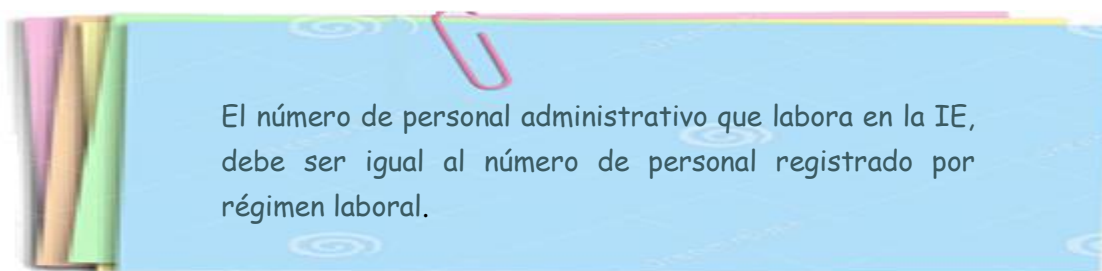 El número de personal administrativo que labora en la IE,
debe ser igual al número de personal registrado por
régimen laboral.